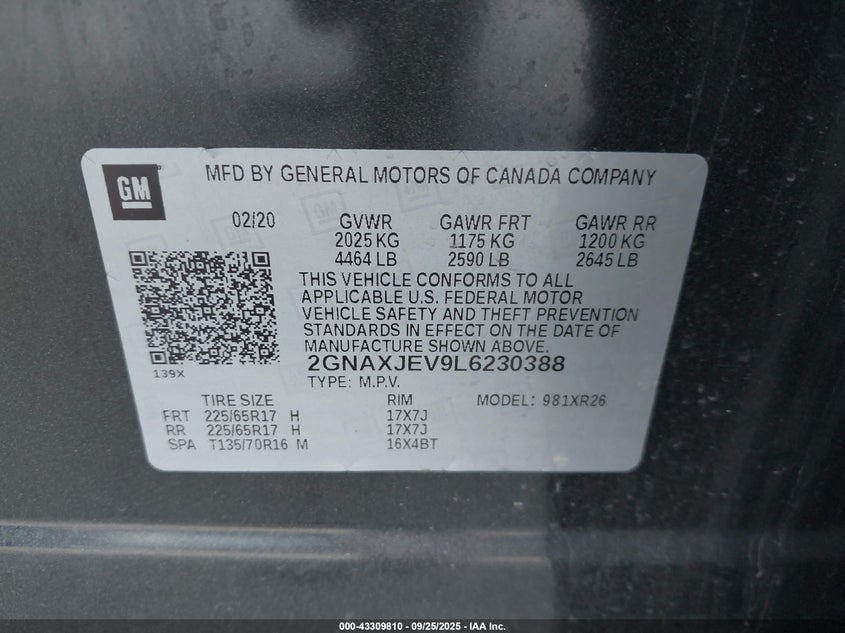 GM
MFD BY GENERAL MOTORS OF CANADA COMPANY
02/20 GVWR GAWR FRT GAWR RR
2025 KG 1175 KG 1200 KG
4464 LB 2590 LB 2645 LB
THIS VEHICLE CONFORMS TO ALL
APPLICABLE U.S. FEDERAL MOTOR
VEHICLE SAFETY AND THEFT PREVENTION
STANDARDS IN EFFECT ON THE DATE OF
MANUFACTURE SHOWN ABOVE.
2GNAXJEV9L6230388
139X
TYPE: M.P.V.
TIRE SIZE RIM MODEL: 981XR26
FRT 225/65R17 H 17X7J
RR 225/65R17 H 17X7J
SPA T135/70R16 M 16X4BT
000-43309810 - 09/25/2025 - IAA Inc.